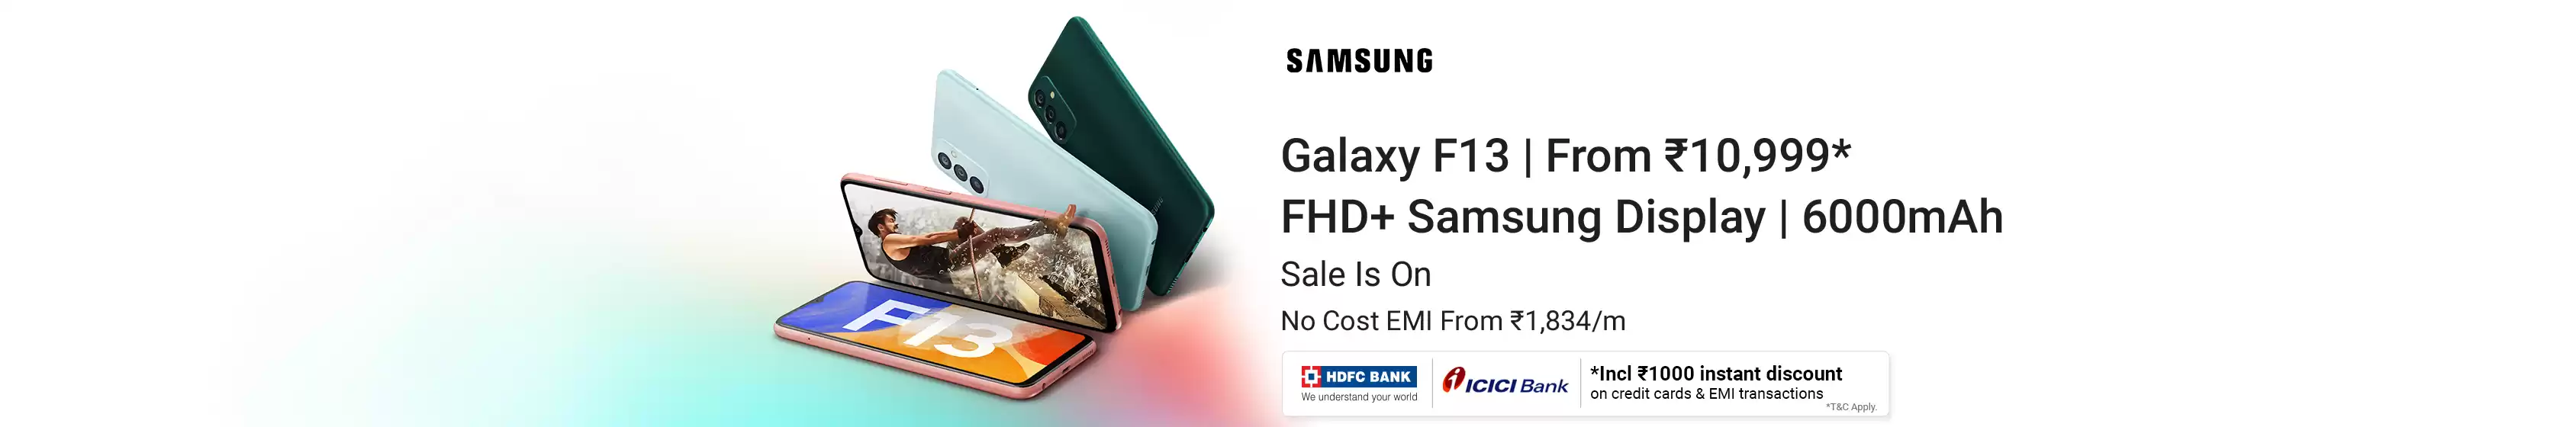 SAMSUNG
Galaxy F13 | From ₹10,999*
FHD+ Samsung Display | 6000mAh
Sale Is On
No Cost EMI From ₹1,834/m
F13
HDFC BANK
We understand your world
ICICI Bank
*Incl ₹1000 instant discount
on credit cards & EMI transactions
*T&C Apply.